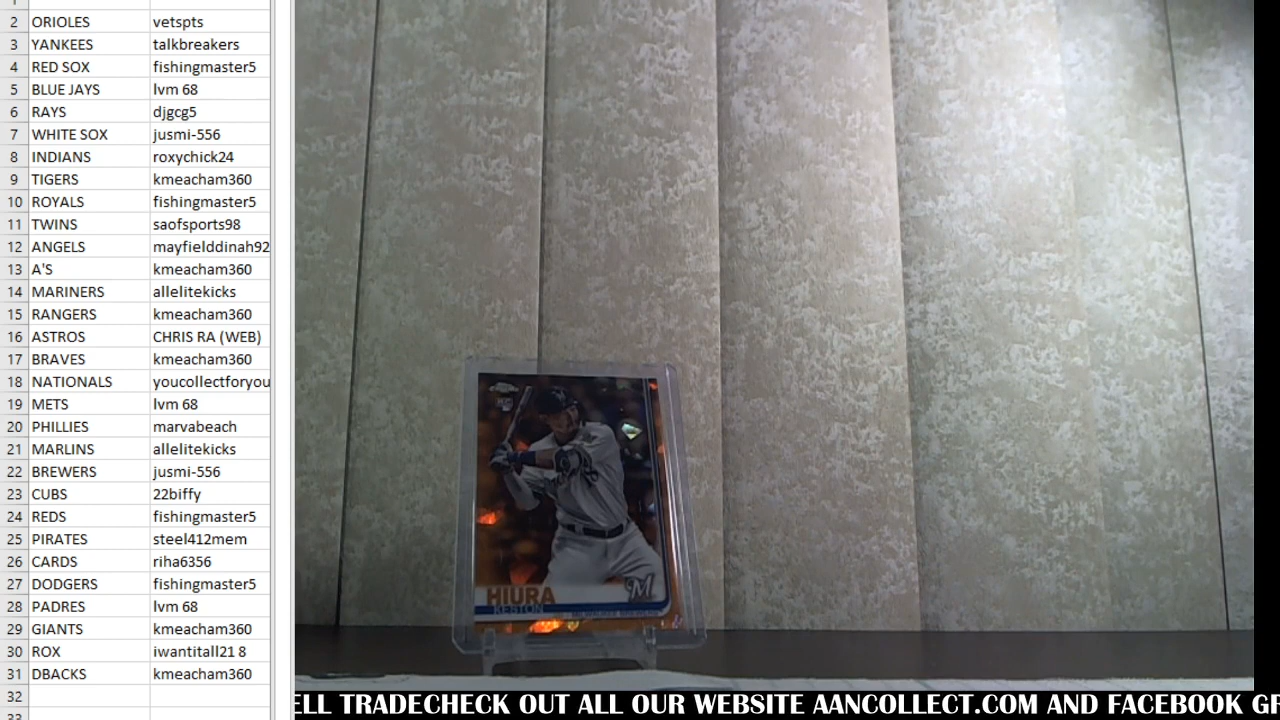 2 ORIOLES vetspts
3 YANKEES talkbreakers
4 RED SOX fishingmaster5
5 BLUE JAYS lvm 68
6 RAYS djgcg5
7 WHITE SOX jusmi-556
8 INDIANS roxychick24
9 TIGERS kmeacham360
10 ROYALS fishingmaster5
11 TWINS saofsports98
12 ANGELS mayfielddinah92
13 A'S kmeacham360
14 MARINERS allelitekicks
15 RANGERS kmeacham360
16 ASTROS CHRIS RA (WEB)
17 BRAVES kmeacham360
18 NATIONALS youcollectforyou
19 METS lvm 68
20 PHILLIES marvabeach
21 MARLINS allelitekicks
22 BREWERS jusmi-556
23 CUBS 22biffy
24 REDS fishingmaster5
25 PIRATES steel412mem
26 CARDS riha6356
27 DODGERS fishingmaster5
28 PADRES lvm 68
29 GIANTS kmeacham360
30 ROX iwantitall21 8
31 DBACKS kmeacham360
32
33
HIURA
KESTON
M
ELL TRADECHECK OUT ALL OUR WEBSITE AANCOLLECT.COM AND FACEBOOK GR